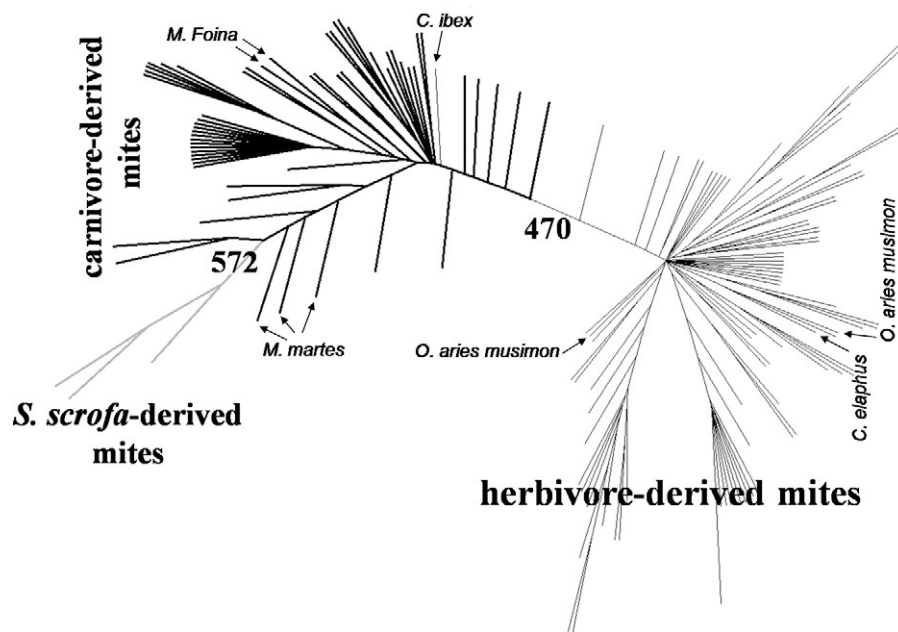 C. ibex
M. Foina
carnivore-derived
mites
470
572
M. martes
O. aries musimon
O. aries musimon
C. elaphus
S. scrofa-derived
mites
herbivore-derived mites